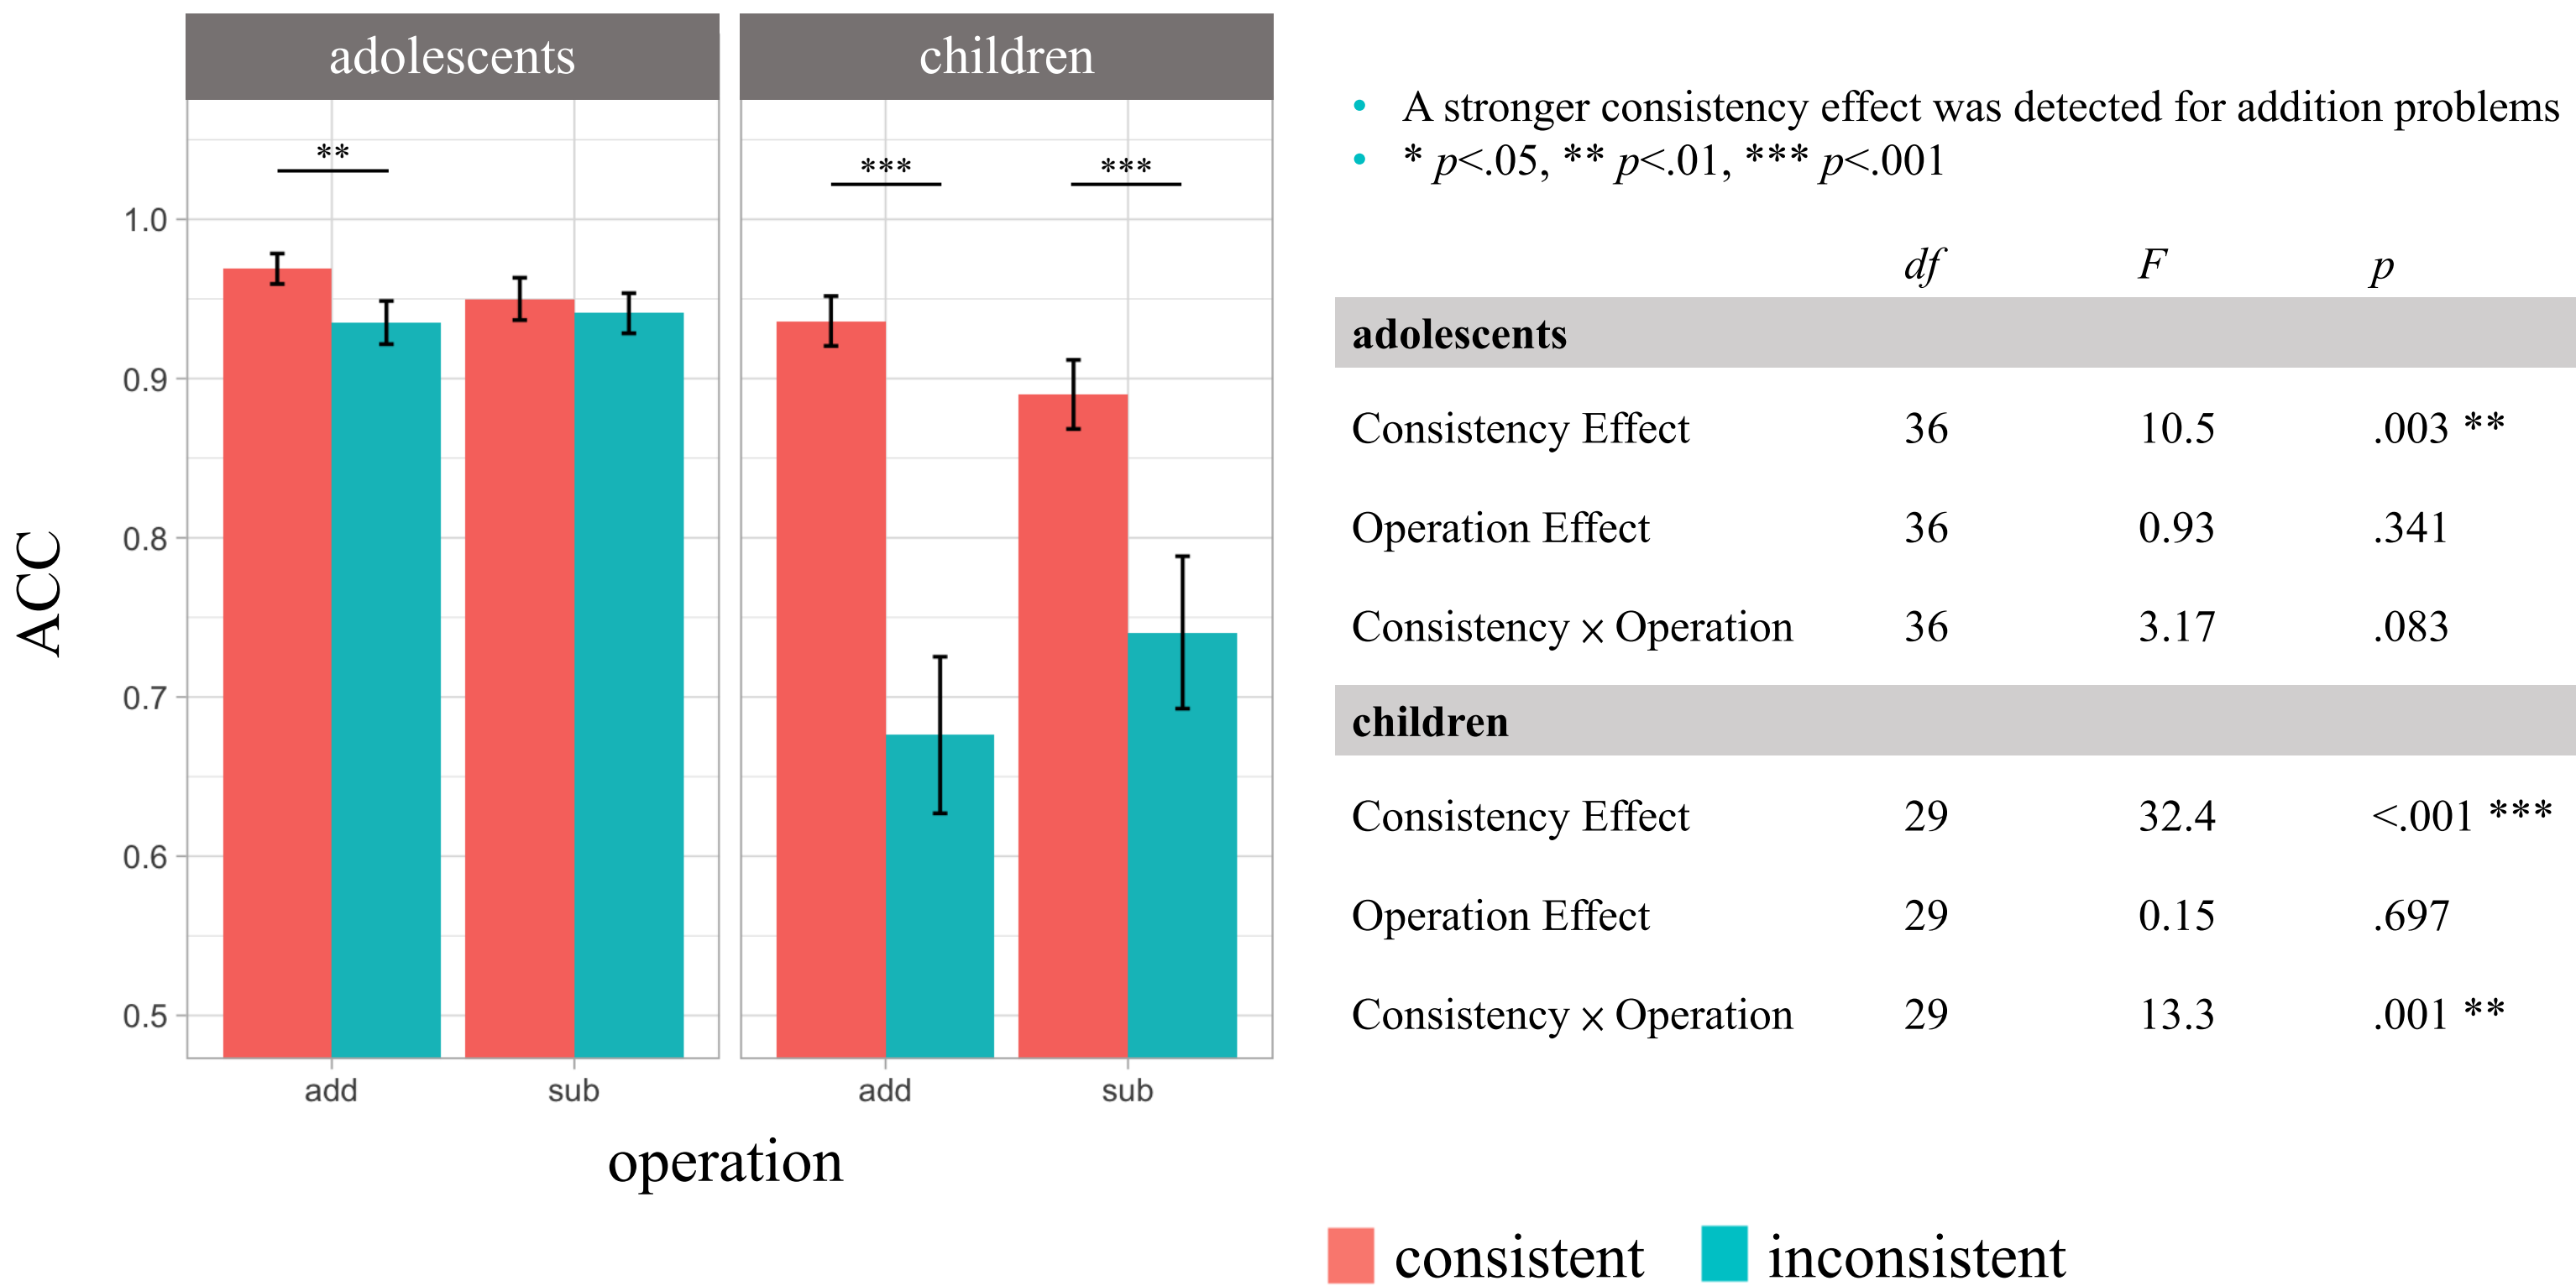 adolescents
children
• A stronger consistency effect was detected for addition problems
• * p<.05, ** p<.01, *** p<.001
**
***
***
ACC
1.0
0.9
0.8
0.7
0.6
0.5
add
sub
add
sub
operation
df F p
adolescents
Consistency Effect 36 10.5 .003 **
Operation Effect 36 0.93 .341
Consistency × Operation 36 3.17 .083
children
Consistency Effect 29 32.4 <.001 ***
Operation Effect 29 0.15 .697
Consistency × Operation 29 13.3 .001 **
consistent
inconsistent